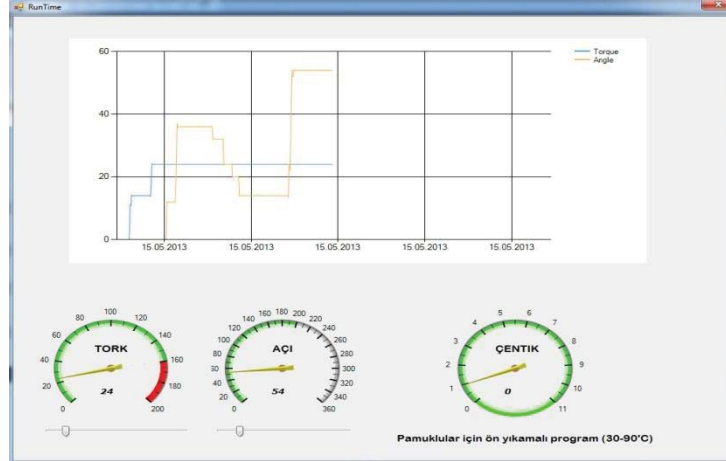 RunTime
60
40
20
0
15.05.2013 15.05.2013 15.05.2013 15.05.2013 15.05.2013
Torque
Angle
0 20 40 60 80 100 120 140 160 180 200
TORK
24
0 20 40 60 80 100 120 140 160 180 200 220 240 260 280 300 320 340 360
AÇI
54
0 1 2 3 4 5 6 7 8 9 10 11
ÇENTIK
0
Pamuklular için ön yıkamalı program (30-90°C)